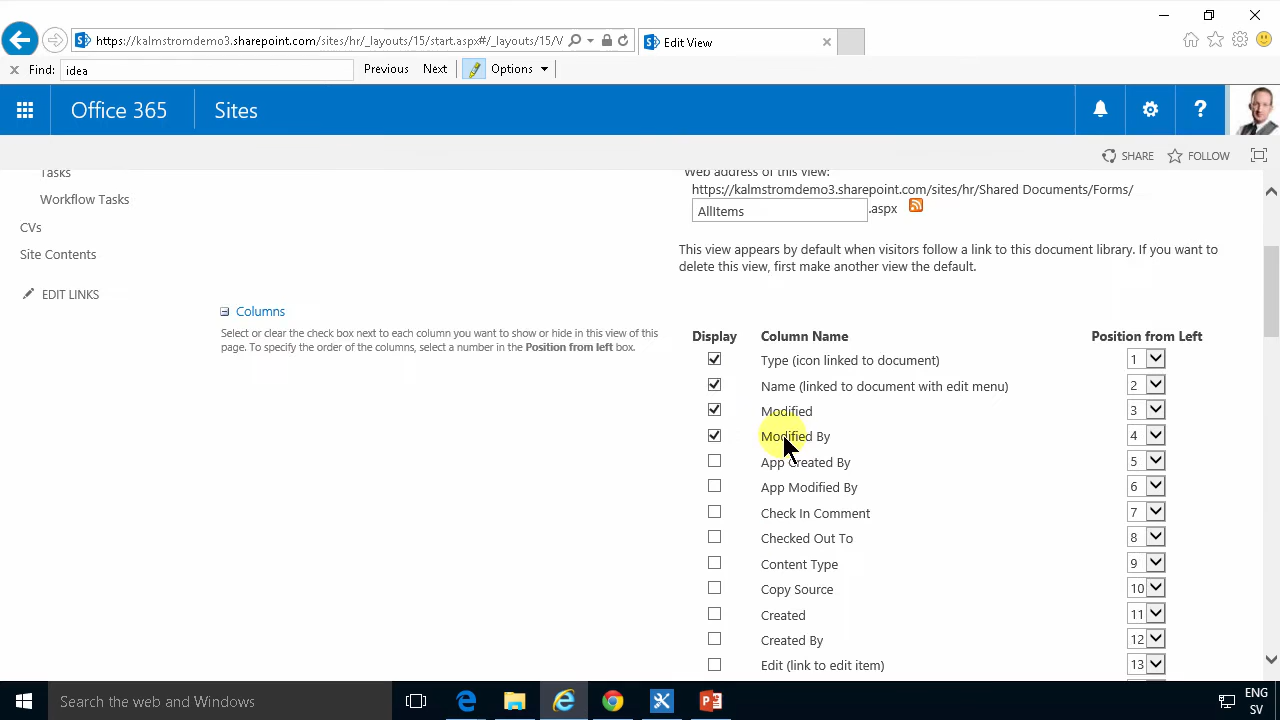 https://kalmstromdemo3.sharepoint.com/sites/hr/_layouts/15/start.aspx#/_layouts/15/V
Edit View
Find: idea Previous Next Options
Office 365 Sites
SHARE FOLLOW
Tasks
Workflow Tasks
CVs
Site Contents
EDIT LINKS
Web address of this view:
https://kalmstromdemo3.sharepoint.com/sites/hr/Shared Documents/Forms/
AllItems .aspx
This view appears by default when visitors follow a link to this document library. If you want to
delete this view, first make another view the default.
Columns
Select or clear the check box next to each column you want to show or hide in this view of this
page. To specify the order of the columns, select a number in the Position from left box.
Display Column Name Position from Left
Type (icon linked to document) 1
Name (linked to document with edit menu) 2
Modified 3
Modified By 4
App Created By 5
App Modified By 6
Check In Comment 7
Checked Out To 8
Content Type 9
Copy Source 10
Created 11
Created By 12
Edit (link to edit item) 13
Search the web and Windows
ENG
SV